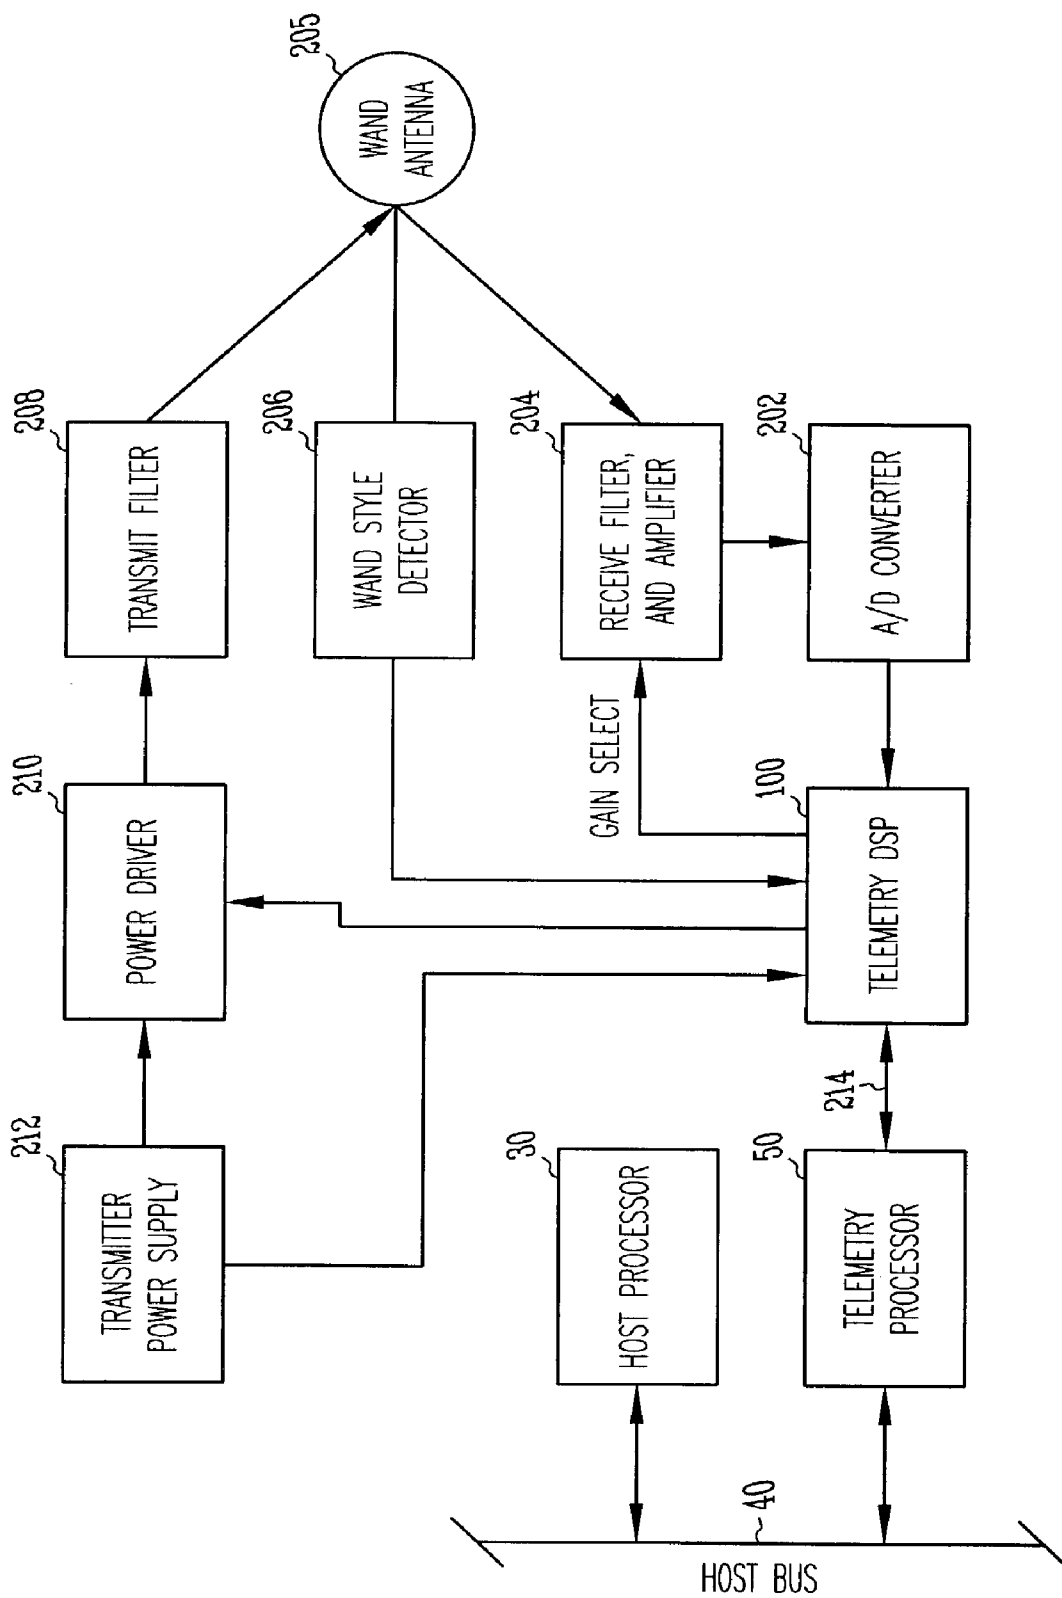 212
TRANSMITTER
POWER SUPPLY
210
POWER DRIVER
208
TRANSMIT FILTER
205
WAND
ANTENNA
206
WAND STYLE
DETECTOR
30
HOST PROCESSOR
GAIN SELECT
204
RECEIVE FILTER,
AND AMPLIFIER
50
TELEMETRY
PROCESSOR
214
100
TELEMETRY DSP
202
A/D CONVERTER
40
HOST BUS